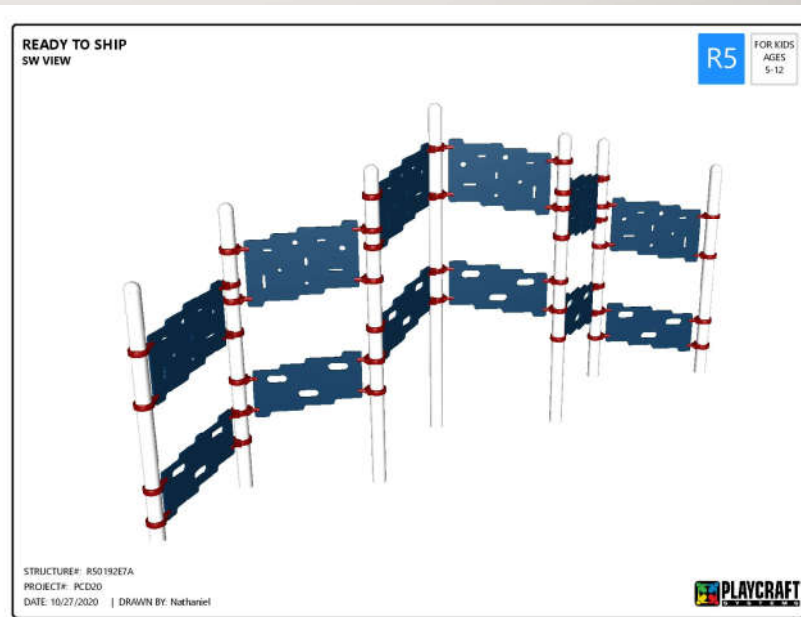 READY TO SHIP
SW VIEW
R5
FOR KIDS
AGES
5-12
STRUCTURE#: R50192E7A
PROJECT#: PCD20
DATE: 10/27/2020 | DRAWN BY: Nathaniel
PLAYCRAFT
SYSTEMS